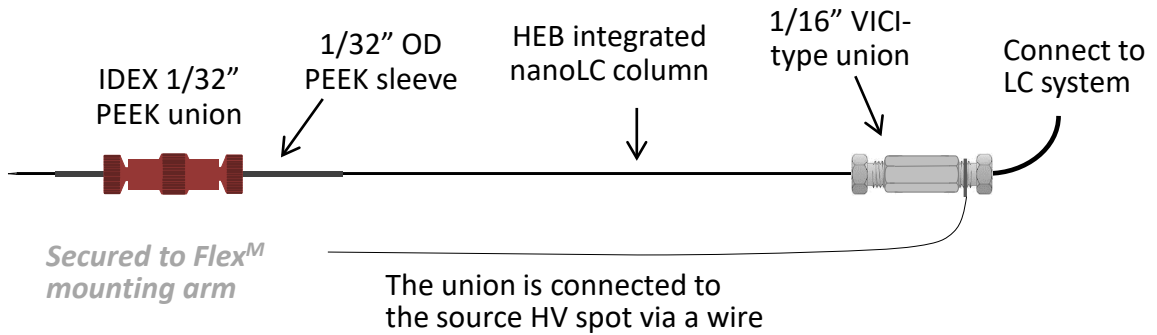 IDEX 1/32”
PEEK union
1/32” OD
PEEK sleeve
HEB integrated
nanoLC column
1/16” VICI-
type union
Connect to
LC system
Secured to Flexᴹ
mounting arm
The union is connected to
the source HV spot via a wire